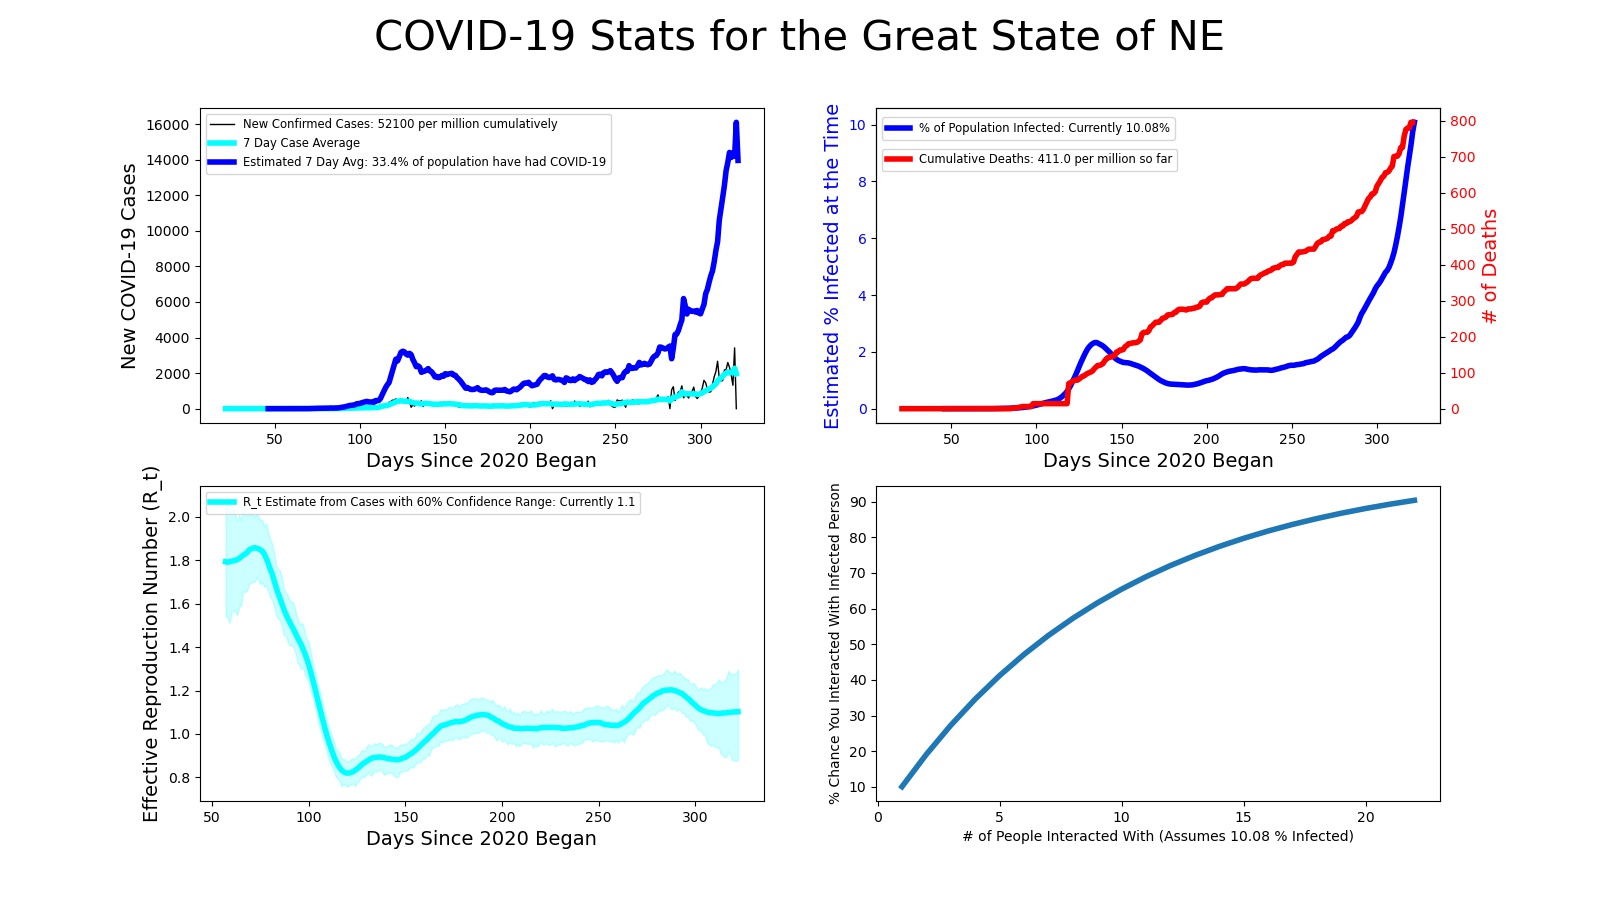 COVID-19 Stats for the Great State of NE
New COVID-19 Cases
16000
14000
12000
10000
8000
6000
4000
2000
0
New Confirmed Cases: 52100 per million cumulatively
7 Day Case Average
Estimated 7 Day Avg: 33.4% of population have had COVID-19
50 100 150 200 250 300
Days Since 2020 Began
Estimated % Infected at the Time
10
8
6
4
2
0
% of Population Infected: Currently 10.08%
Cumulative Deaths: 411.0 per million so far
800
700
600
500
400
300
200
100
0
# of Deaths
50 100 150 200 250 300
Days Since 2020 Began
Effective Reproduction Number (R_t)
2.0
1.8
1.6
1.4
1.2
1.0
0.8
R_t Estimate from Cases with 60% Confidence Range: Currently 1.1
50 100 150 200 250 300
Days Since 2020 Began
% Chance You Interacted With Infected Person
90
80
70
60
50
40
30
20
10
0 5 10 15 20
# of People Interacted With (Assumes 10.08 % Infected)